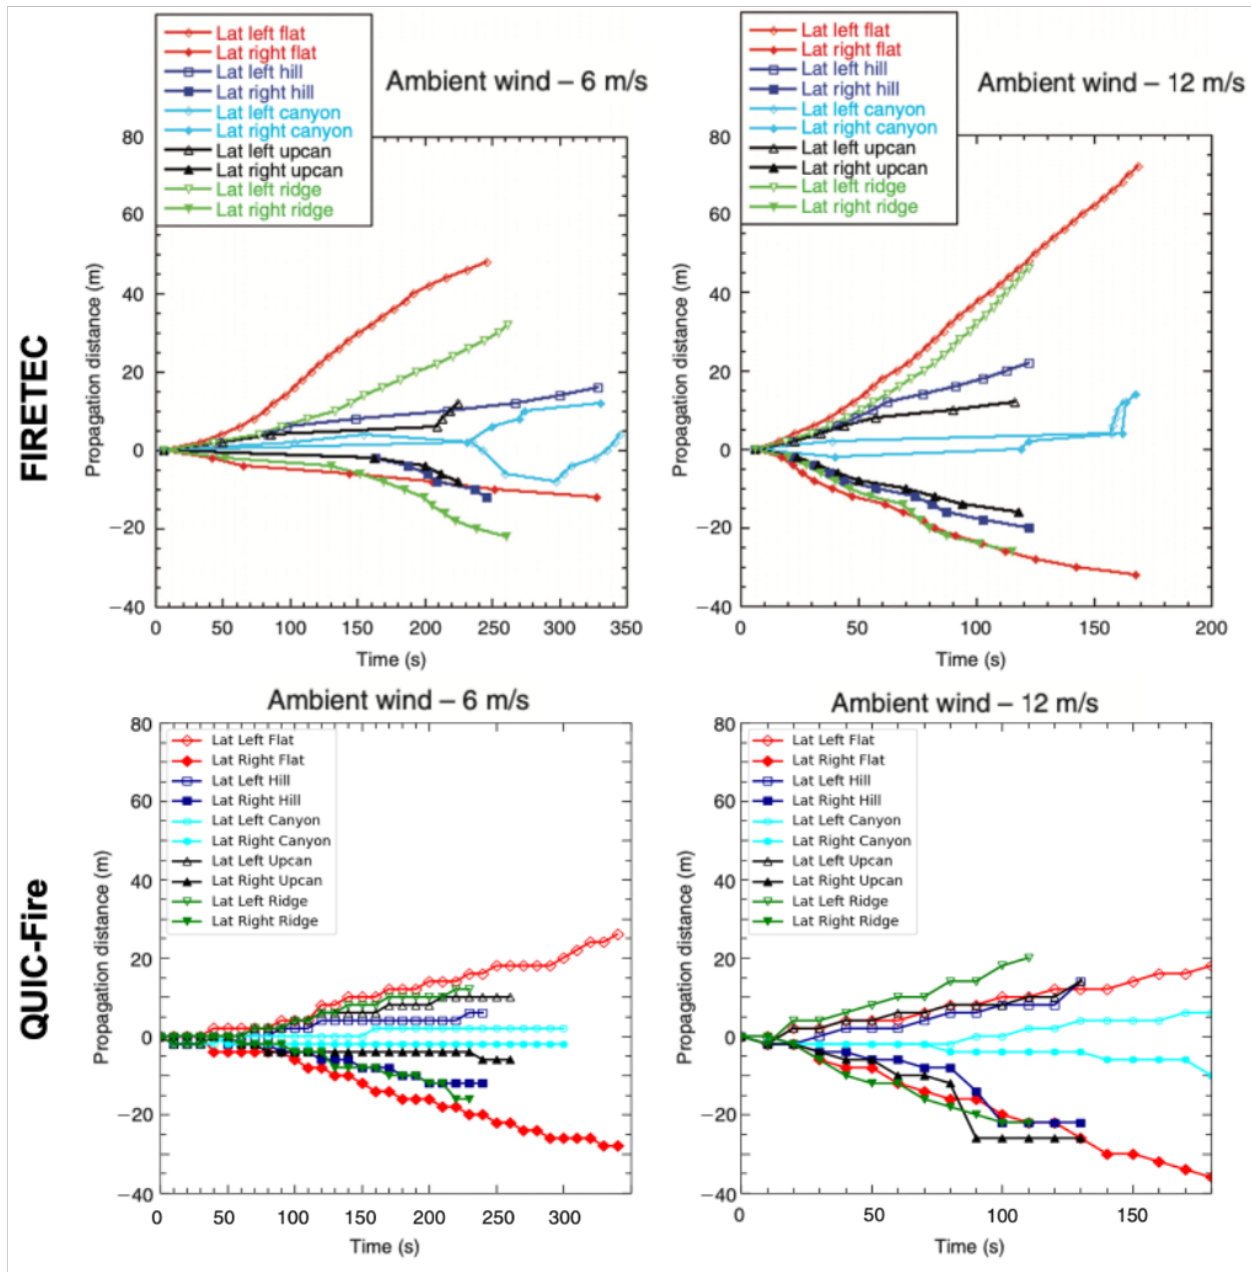 Lat left flat
Lat right flat
Lat left hill
Lat right hill
Lat left canyon
Lat right canyon
Lat left upcan
Lat right upcan
Lat left ridge
Lat right ridge
Ambient wind – 6 m/s
80
60
40
20
0
−20
−40
Propagation distance (m)
0 50 100 150 200 250 300 350
Time (s)
FIRETEC
Lat left flat
Lat right flat
Lat left hill
Lat right hill
Lat left canyon
Lat right canyon
Lat left upcan
Lat right upcan
Lat left ridge
Lat right ridge
Ambient wind – 12 m/s
80
60
40
20
0
−20
−40
Propagation distance (m)
0 50 100 150 200
Time (s)
Ambient wind – 6 m/s
Lat Left Flat
Lat Right Flat
Lat Left Hill
Lat Right Hill
Lat Left Canyon
Lat Right Canyon
Lat Left Upcan
Lat Right Upcan
Lat Left Ridge
Lat Right Ridge
80
60
40
20
0
−20
−40
Propagation distance (m)
0 50 100 150 200 250 300
Time (s)
QUIC-Fire
Ambient wind – 12 m/s
Lat Left Flat
Lat Right Flat
Lat Left Hill
Lat Right Hill
Lat Left Canyon
Lat Right Canyon
Lat Left Upcan
Lat Right Upcan
Lat Left Ridge
Lat Right Ridge
80
60
40
20
0
−20
−40
Propagation distance (m)
0 50 100 150
Time (s)